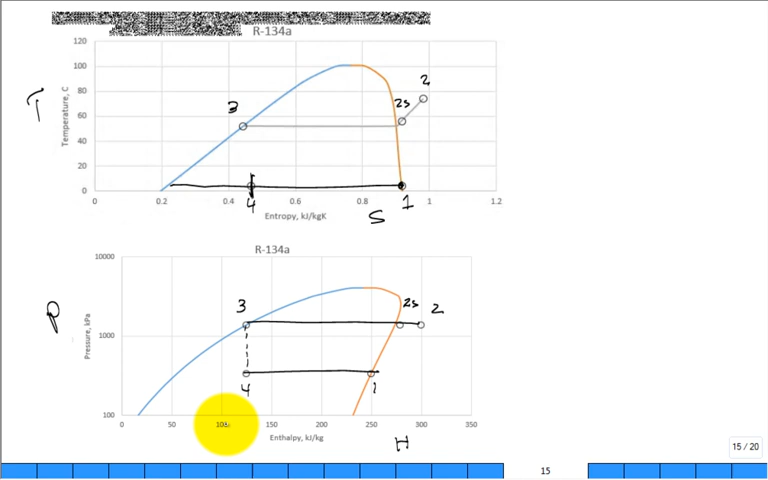 R-134a
T
Temperature, C
120
100
80
60
40
20
0
3
2s
2
4
1
0
0.2
0.4
0.6
0.8
1
1.2
Entropy, kJ/kgK
S
R-134a
P
Pressure, kPa
10000
1000
100
3
2s
2
4
1
0
50
100
150
200
250
300
350
Enthalpy, kJ/kg
H
15 / 20
15